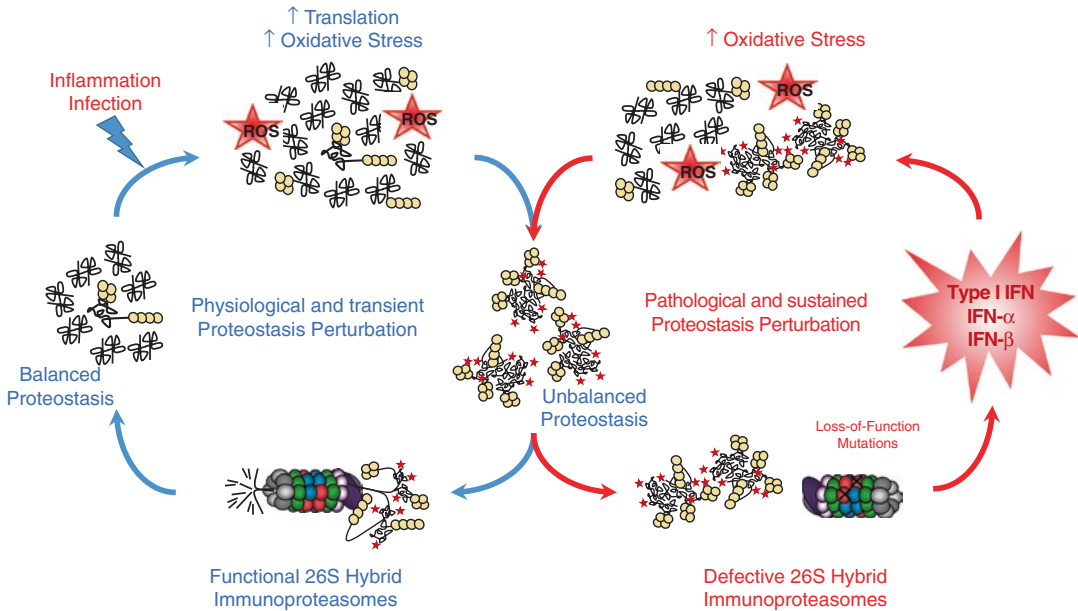 ↑ Translation
↑ Oxidative Stress
↑ Oxidative Stress
Inflammation
Infection
ROS
ROS
ROS
ROS
Physiological and transient
Proteostasis Perturbation
Pathological and sustained
Proteostasis Perturbation
Type I IFN
IFN-α
IFN-β
Balanced
Proteostasis
Unbalanced
Proteostasis
Loss-of-Function
Mutations
Functional 26S Hybrid
Immunoproteasomes
Defective 26S Hybrid
Immunoproteasomes